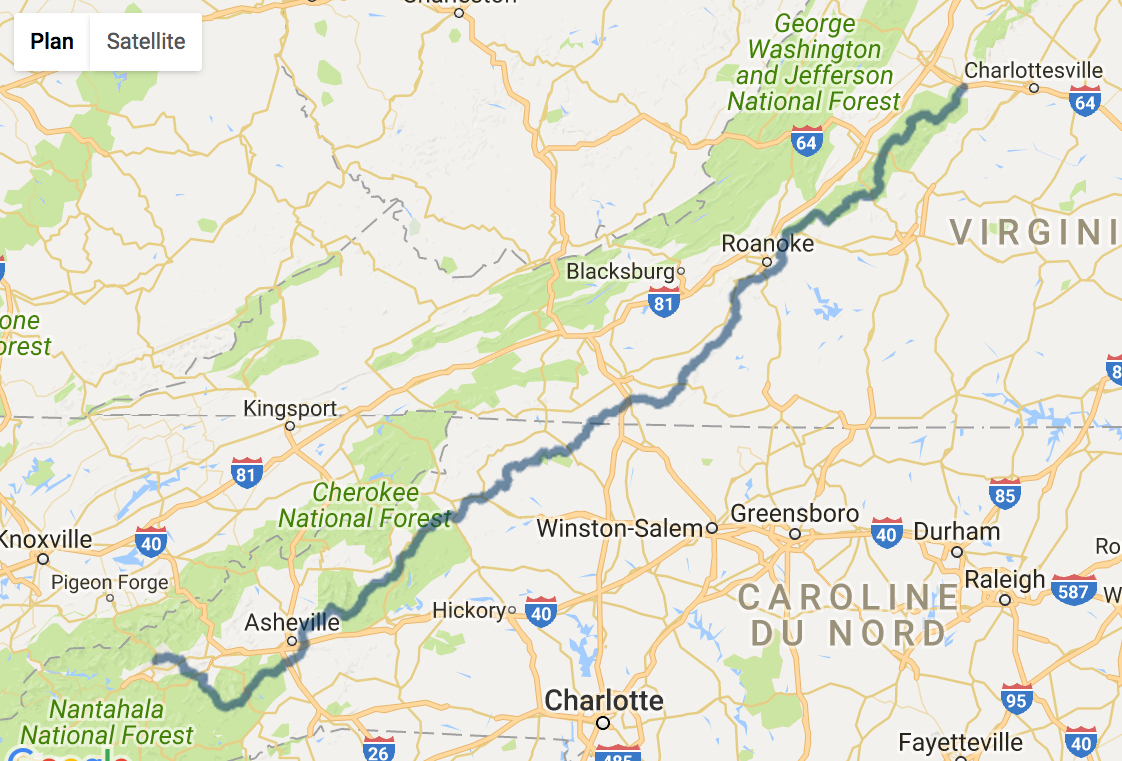 Charleston
Plan
Satellite
George
Washington
and Jefferson
National Forest
Charlottesville
64
64
VIRGINI
Roanoke
Blacksburg
81
one
orest
8
Kingsport
81
Cherokee
National Forest
85
Winston-Salem
Greensboro
40
Durham
Knoxville
40
Ro
Pigeon Forge
Raleigh
587
W
CAROLINE
DU NORD
Hickory
40
Asheville
Charlotte
95
Nantahala
National Forest
Fayetteville
40
26
485
Google